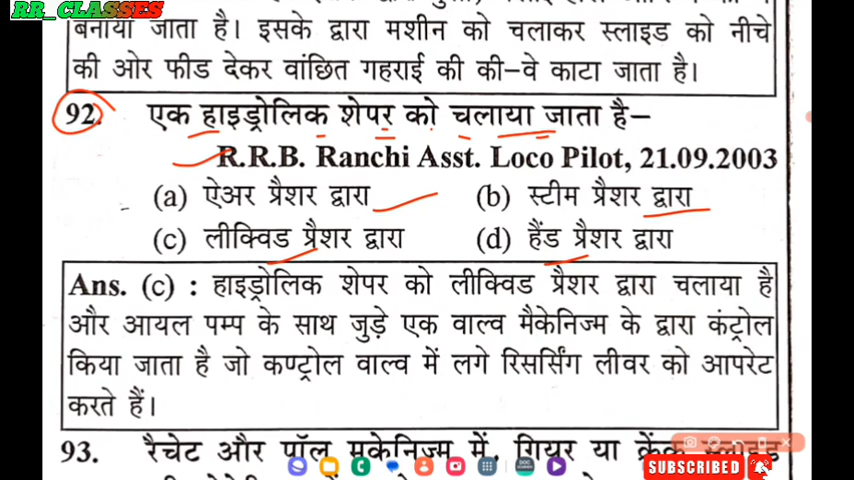 RR_CLASSES
बनाया जाता है। इसके द्वारा मशीन को चलाकर स्लाइड को नीचे
की ओर फीड देकर वांछित गहराई की की-वे काटा जाता है।
92. एक हाइड्रोलिक शेपर को चलाया जाता है–
R.R.B. Ranchi Asst. Loco Pilot, 21.09.2003
(a) ऐअर प्रैशर द्वारा (b) स्टीम प्रैशर द्वारा
(c) लीक्विड प्रैशर द्वारा (d) हैंड प्रैशर द्वारा
Ans. (c) : हाइड्रोलिक शेपर को लीक्विड प्रैशर द्वारा चलाया है
और आयल पम्प के साथ जुड़े एक वाल्व मैकेनिज्म के द्वारा कंट्रोल
किया जाता है जो कण्ट्रोल वाल्व में लगे रिसर्सिंग लीवर को आपरेट
करते हैं।
93. रैचेट और पॉल मकेनिज्म में, गियर या क्रेंक स्लाइड
SUBSCRIBED